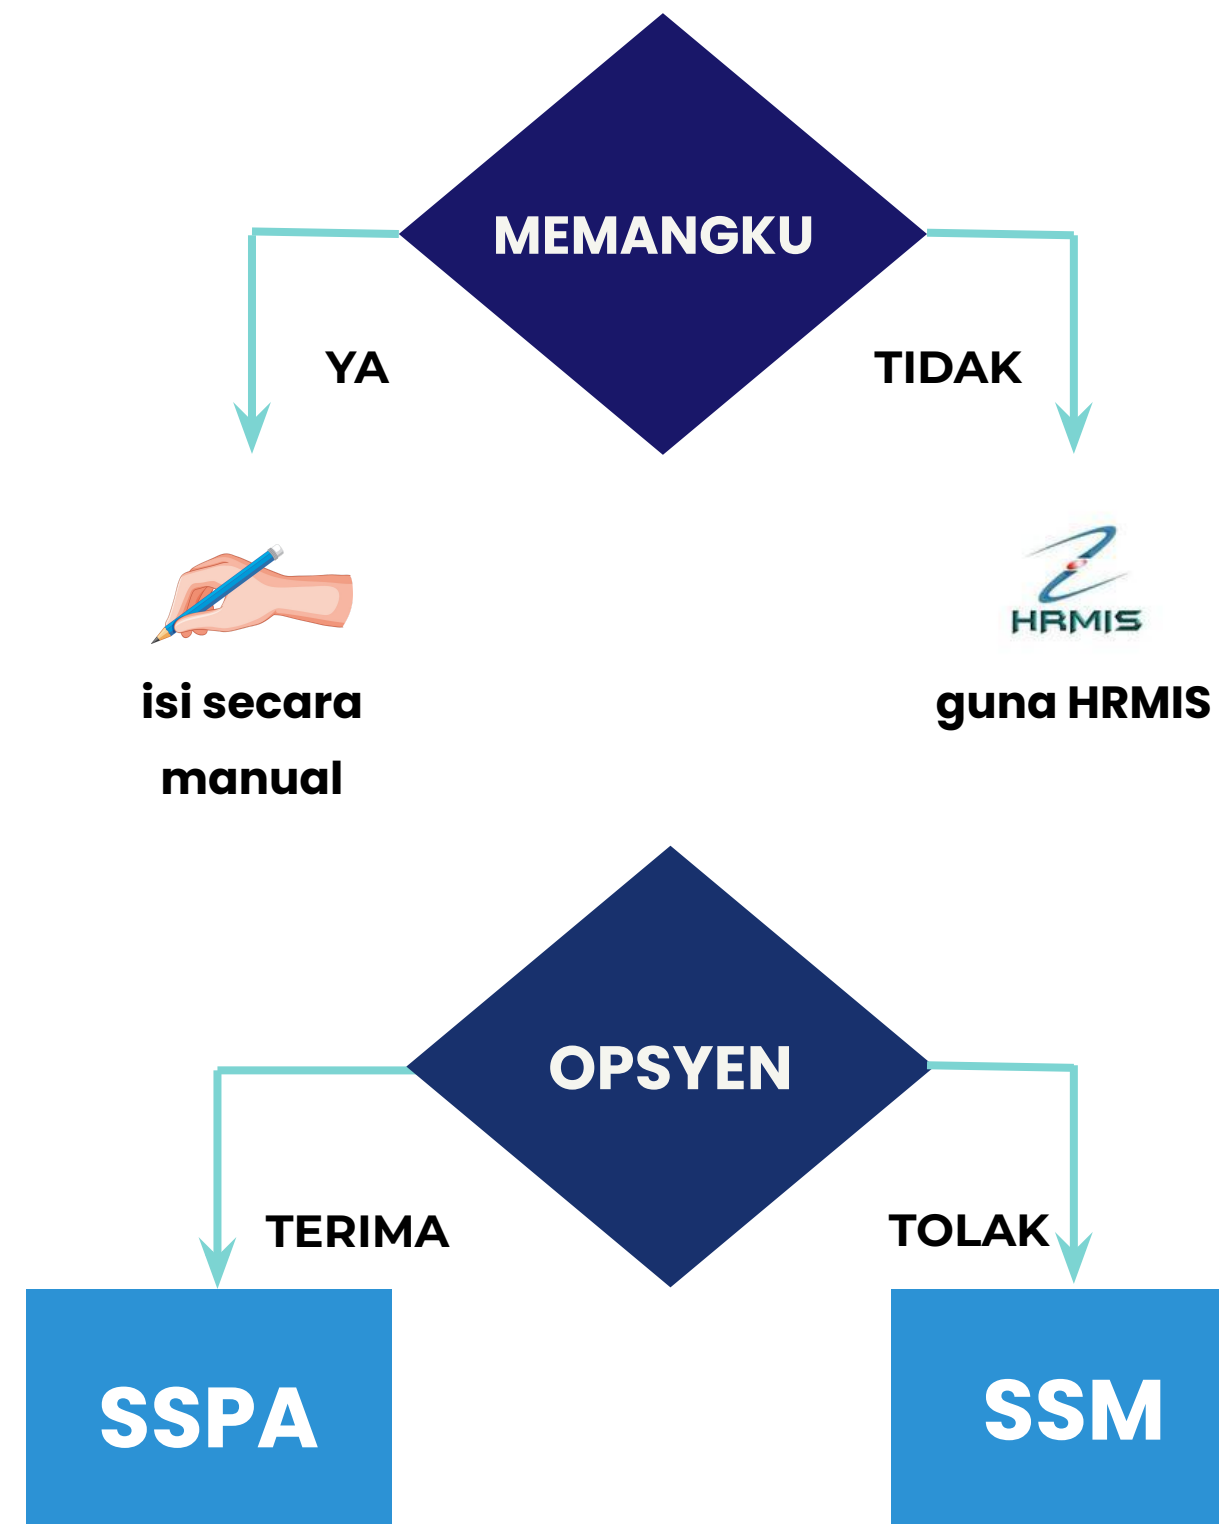 MEMANGKU
YA
TIDAK
HRMIS
isi secara
manual
guna HRMIS
OPSYEN
TERIMA
TOLAK
SSPA
SSM